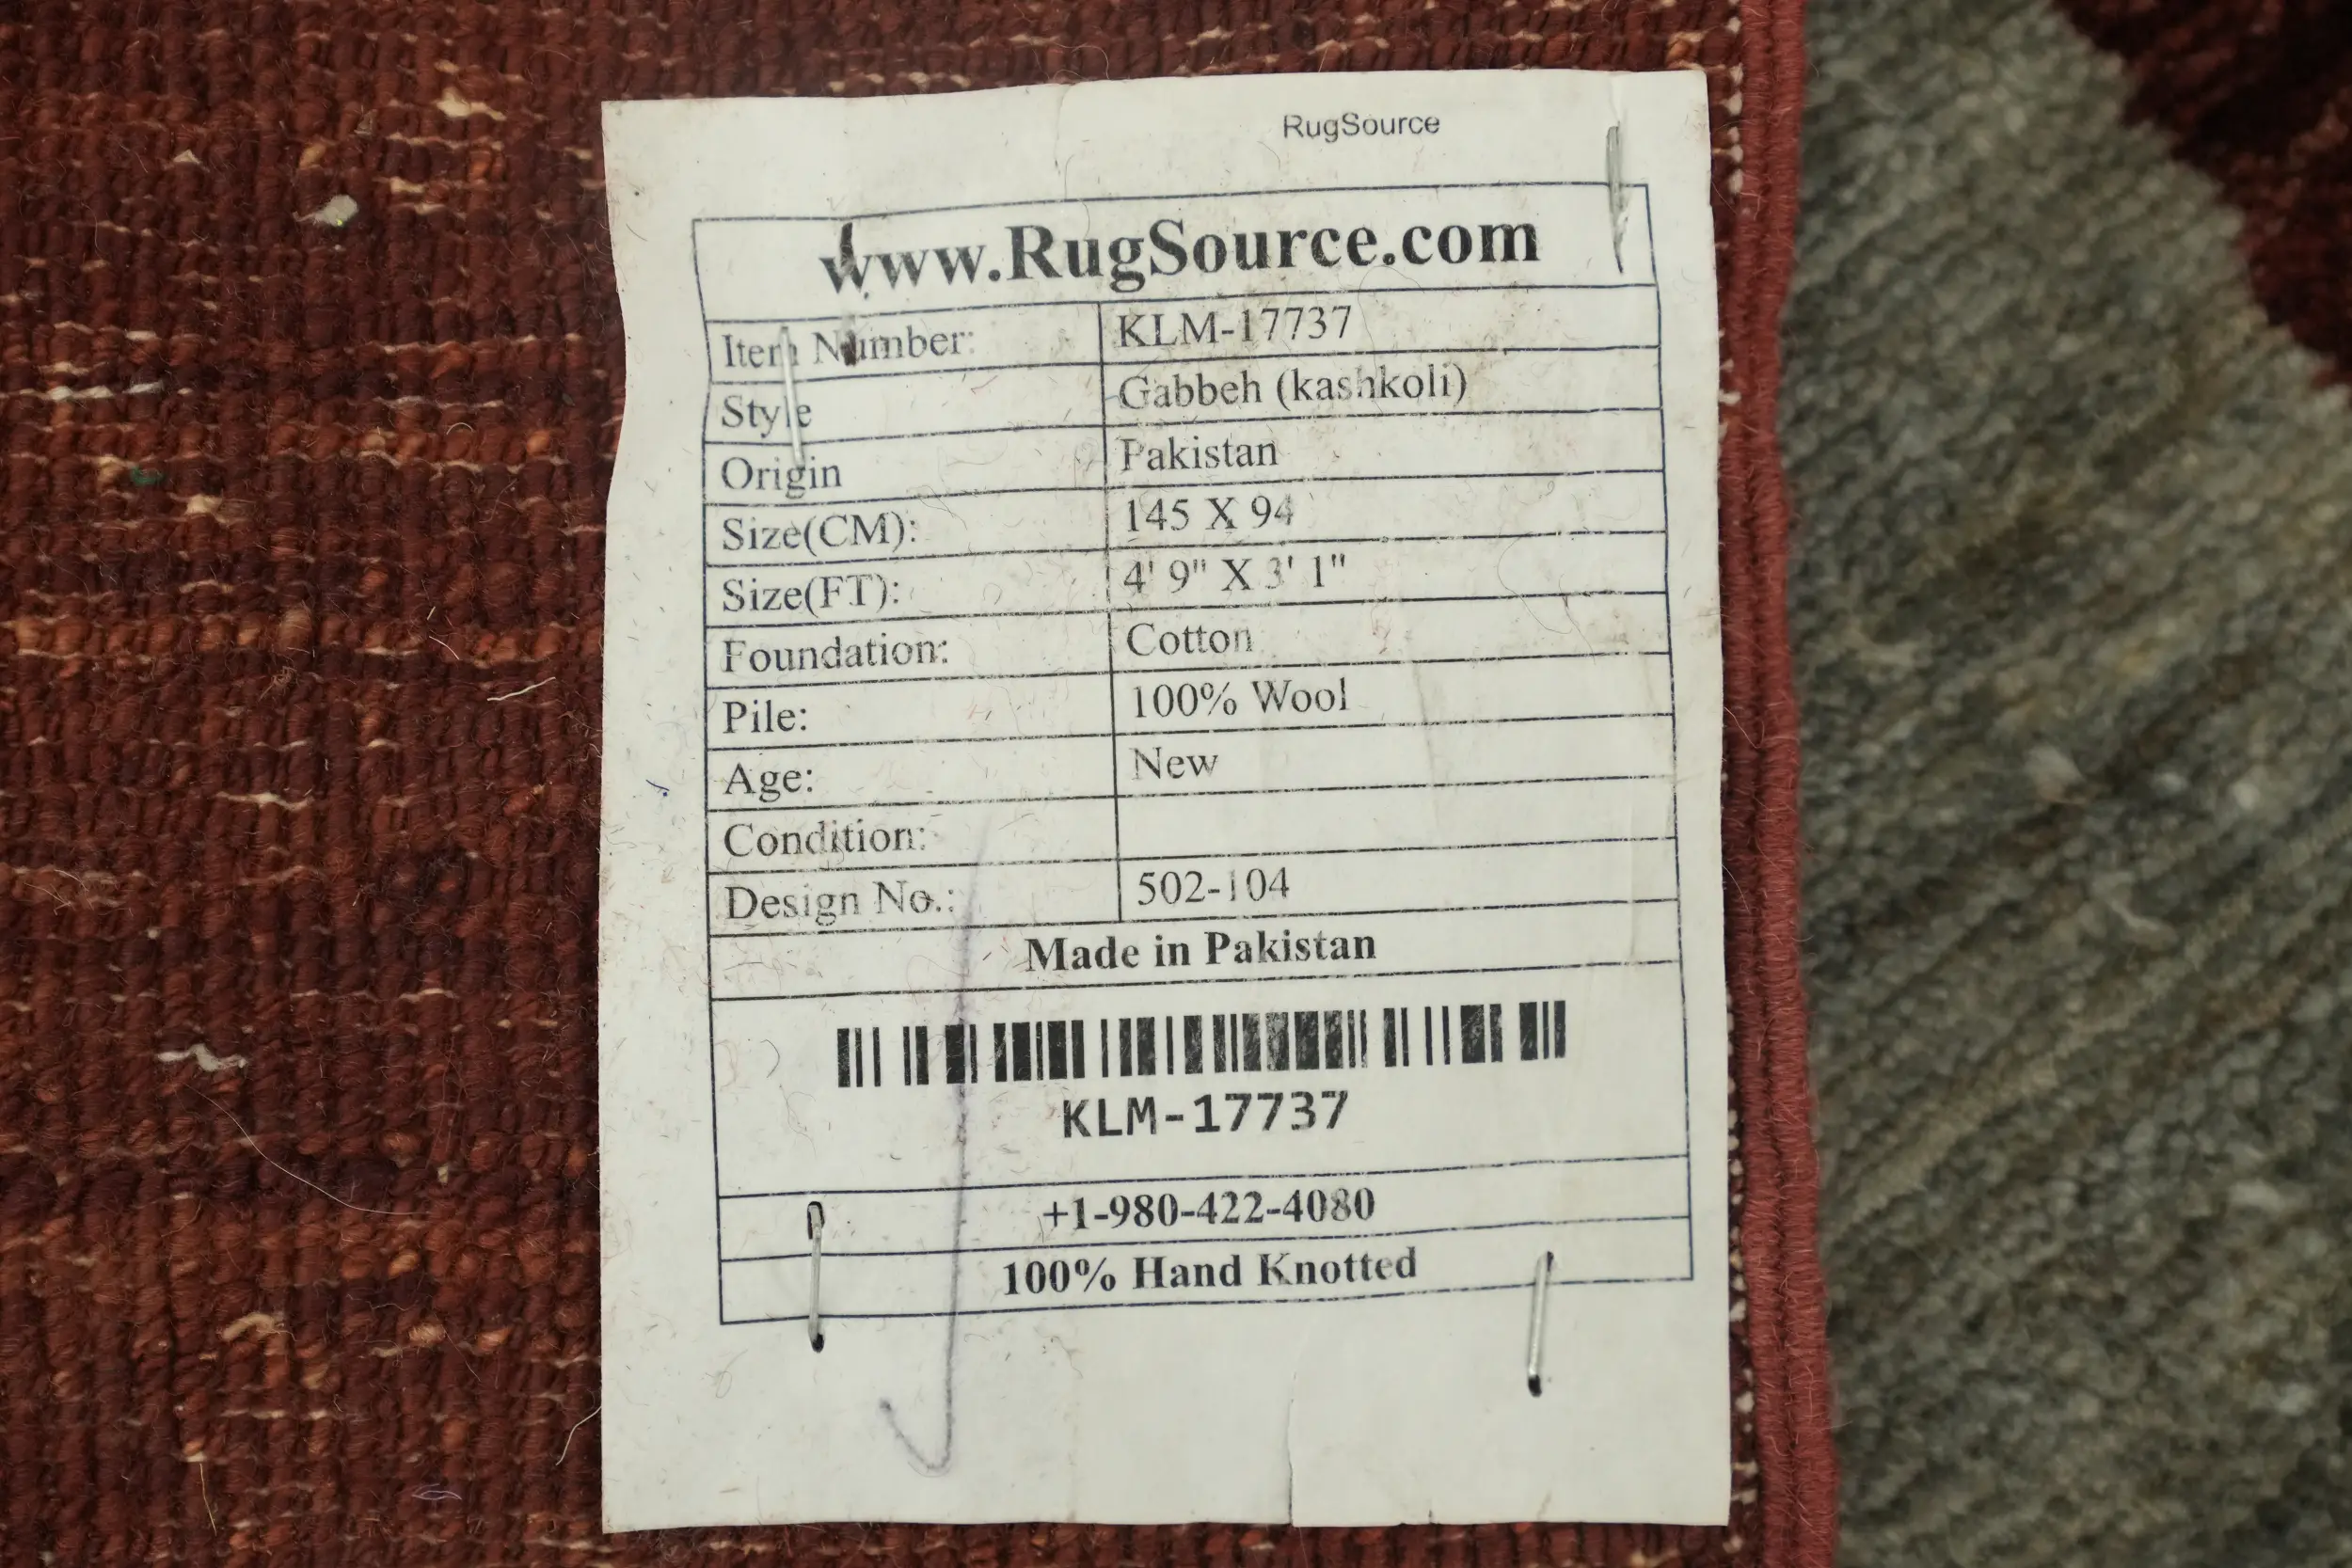 RugSource
www.RugSource.com
Item Number: KLM-17737
Style Gabbeh (kashkoli)
Origin Pakistan
Size(CM): 145 X 94
Size(FT): 4' 9" X 3' 1"
Foundation: Cotton
Pile: 100% Wool
Age: New
Condition:
Design No.: 502-104
Made in Pakistan
KLM-17737
+1-980-422-4080
100% Hand Knotted